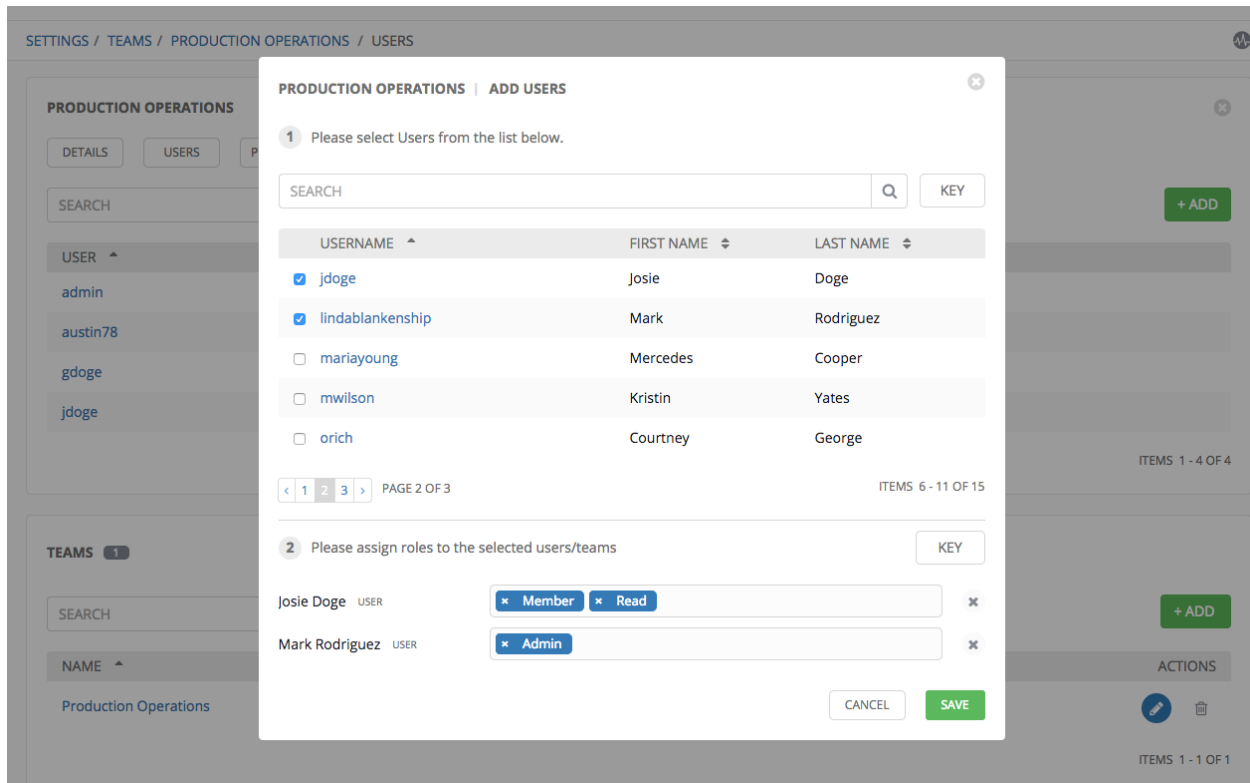 SETTINGS / TEAMS / PRODUCTION OPERATIONS / USERS
PRODUCTION OPERATIONS
DETAILS USERS P
SEARCH + ADD
USER
admin
austin78
gdoge
jdoge
ITEMS 1 - 4 OF 4
TEAMS 1
SEARCH + ADD
NAME ACTIONS
Production Operations
ITEMS 1 - 1 OF 1
PRODUCTION OPERATIONS | ADD USERS
1 Please select Users from the list below.
SEARCH KEY
USERNAME FIRST NAME LAST NAME
jdoge Josie Doge
lindablankenship Mark Rodriguez
mariayoung Mercedes Cooper
mwilson Kristin Yates
orich Courtney George
< 1 2 3 > PAGE 2 OF 3 ITEMS 6 - 11 OF 15
2 Please assign roles to the selected users/teams KEY
Josie Doge USER × Member × Read ×
Mark Rodriguez USER × Admin ×
CANCEL SAVE